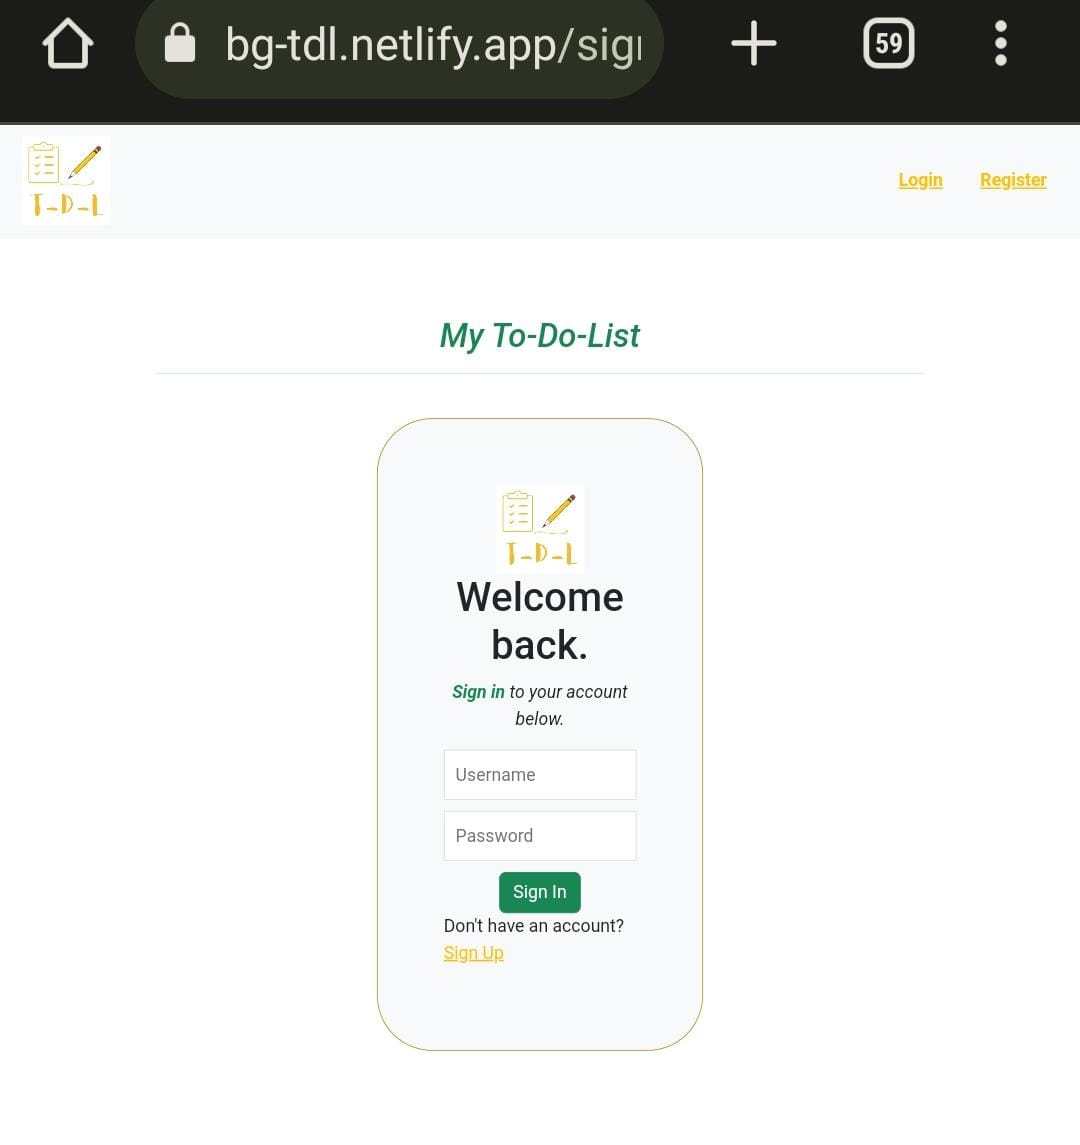 bg-tdl.netlify.app/sig
59
T-D-L
Login
Register
My To-Do-List
T-D-L
Welcome
back.
Sign in to your account
below.
Username
Password
Sign In
Don't have an account?
Sign Up